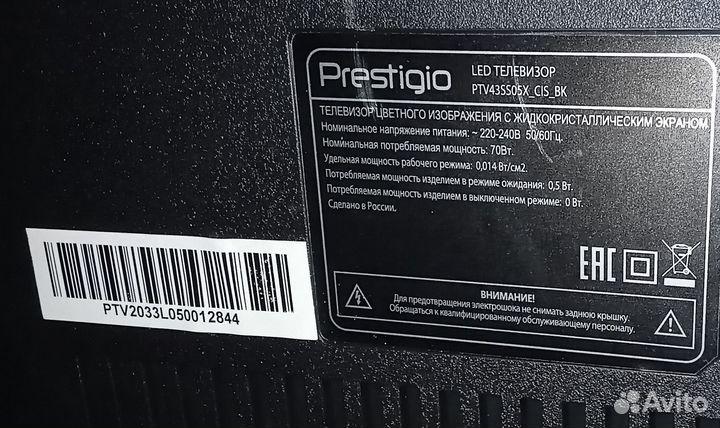 Prestigio
LED ТЕЛЕВИЗОР
PTV43SS05X_CIS_BK
ТЕЛЕВИЗОР ЦВЕТНОГО ИЗОБРАЖЕНИЯ С ЖИДКОКРИСТАЛЛИЧЕСКИМ ЭКРАНОМ
Номинальное напряжение питания: ~ 220-240В 50/60Гц.
Номинальная потребляемая мощность: 70Вт.
Удельная мощность рабочего режима: 0,014 Вт/см2.
Потребляемая мощность изделием в режиме ожидания: 0,5 Вт.
Потребляемая мощность изделием в выключенном режиме: 0 Вт.
Сделано в России.
EAC
ВНИМАНИЕ!
Для предотвращения электрошока не снимать заднюю крышку.
Обращаться к квалифицированному обслуживающему персоналу.
PTV2033L050012844
Avito